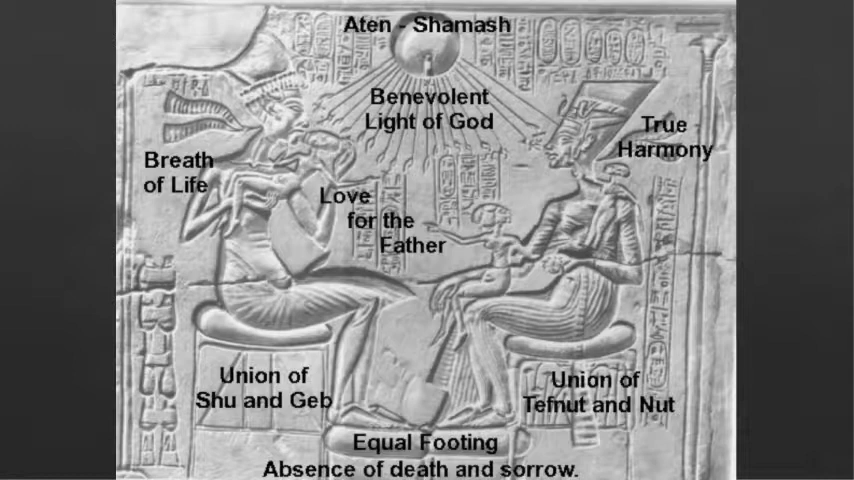 Aten - Shamash
Benevolent
Light of God
True
Harmony
Breath
of Life
Love
for the
Father
Union of
Shu and Geb
Union of
Tefnut and Nut
Equal Footing
Absence of death and sorrow.